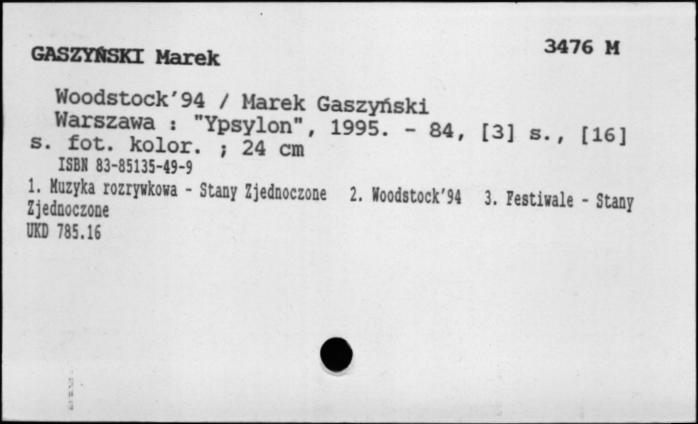 3476 M
GASZYŃSKI Marek
Woodstock'94 / Marek Gaszyński
Warszawa : "Ypsylon", 1995. - 84, [3] s., [16]
s. fot. kolor. ; 24 cm
ISBN 83-85135-49-9
1. Muzyka rozrywkowa - Stany Zjednoczone 2. Woodstock'94 3. Festiwale - Stany
Zjednoczone
UKD 785.16